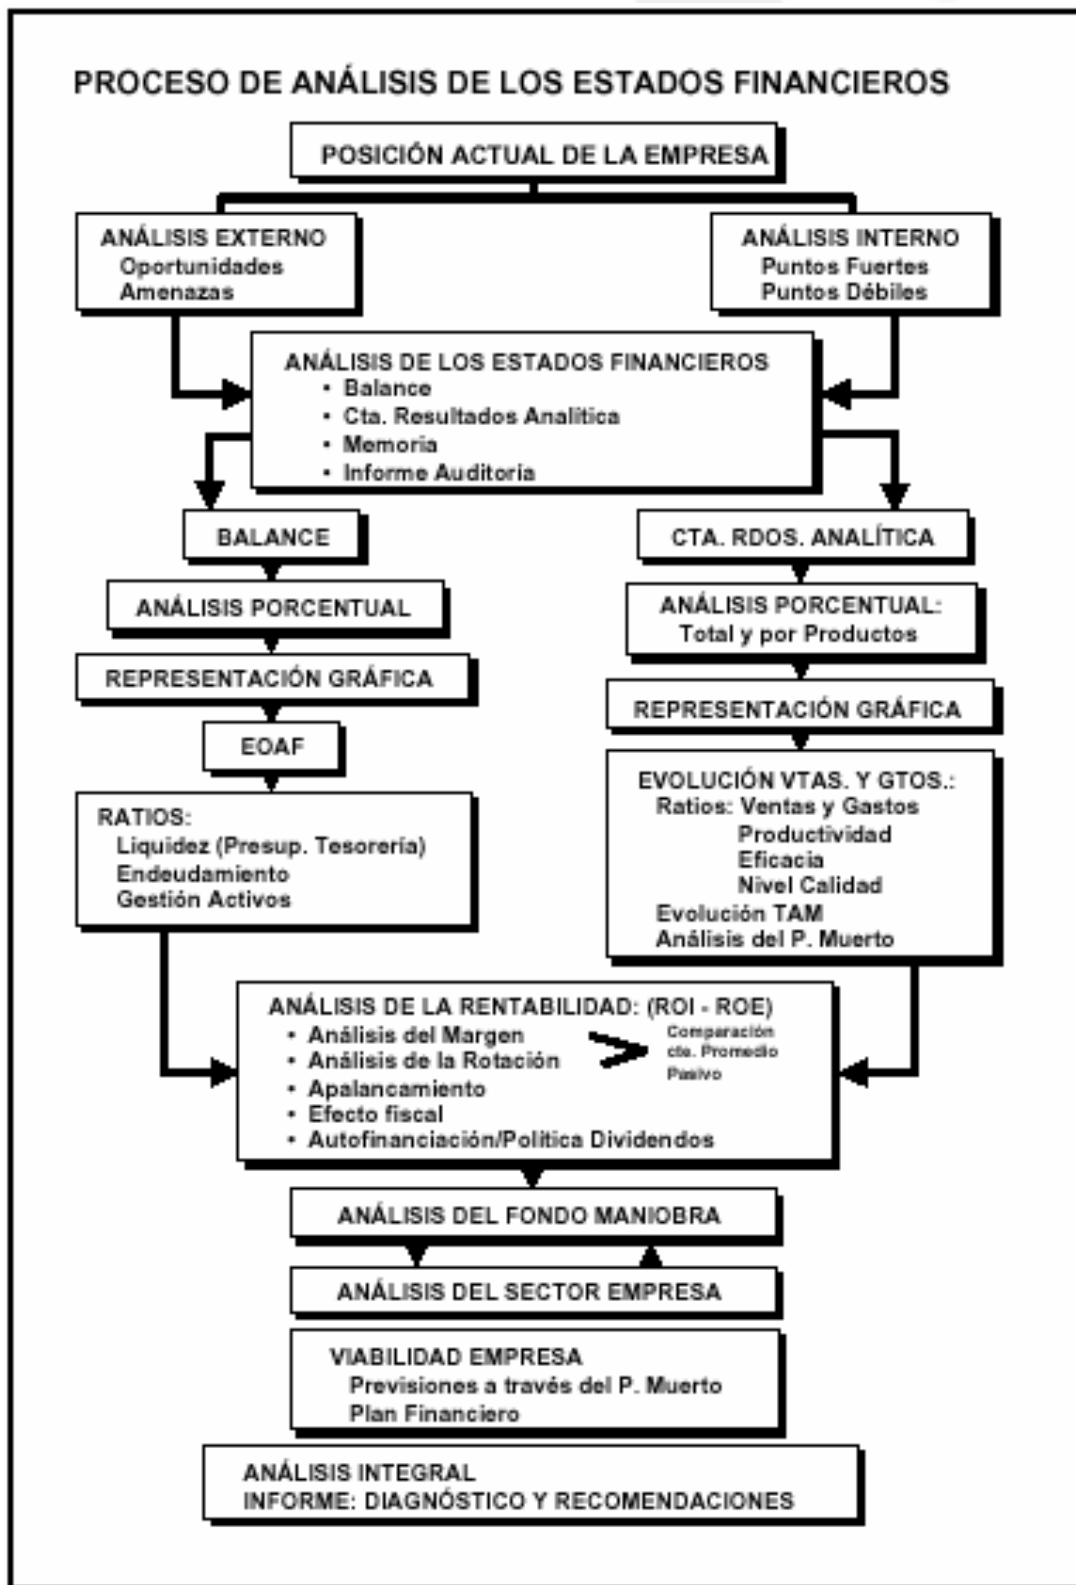 PROCESO DE ANÁLISIS DE LOS ESTADOS FINANCIEROS
POSICIÓN ACTUAL DE LA EMPRESA
ANÁLISIS EXTERNO
Oportunidades
Amenazas
ANÁLISIS INTERNO
Puntos Fuertes
Puntos Débiles
ANÁLISIS DE LOS ESTADOS FINANCIEROS
• Balance
• Cta. Resultados Analítica
• Memoria
• Informe Auditoría
BALANCE
ANÁLISIS PORCENTUAL
REPRESENTACIÓN GRÁFICA
EOAF
RATIOS:
Liquidez (Presup. Tesorería)
Endeudamiento
Gestión Activos
CTA. RDOS. ANALÍTICA
ANÁLISIS PORCENTUAL:
Total y por Productos
REPRESENTACIÓN GRÁFICA
EVOLUCIÓN VTAS. Y GTOS.:
Ratios: Ventas y Gastos
Productividad
Eficacia
Nivel Calidad
Evolución TAM
Análisis del P. Muerto
ANÁLISIS DE LA RENTABILIDAD: (ROI - ROE)
• Análisis del Margen
• Análisis de la Rotación
• Apalancamiento
• Efecto fiscal
• Autofinanciación/Política Dividendos
Comparación
cte. Promedio
Pasivo
ANÁLISIS DEL FONDO MANIOBRA
ANÁLISIS DEL SECTOR EMPRESA
VIABILIDAD EMPRESA
Previsiones a través del P. Muerto
Plan Financiero
ANÁLISIS INTEGRAL
INFORME: DIAGNÓSTICO Y RECOMENDACIONES